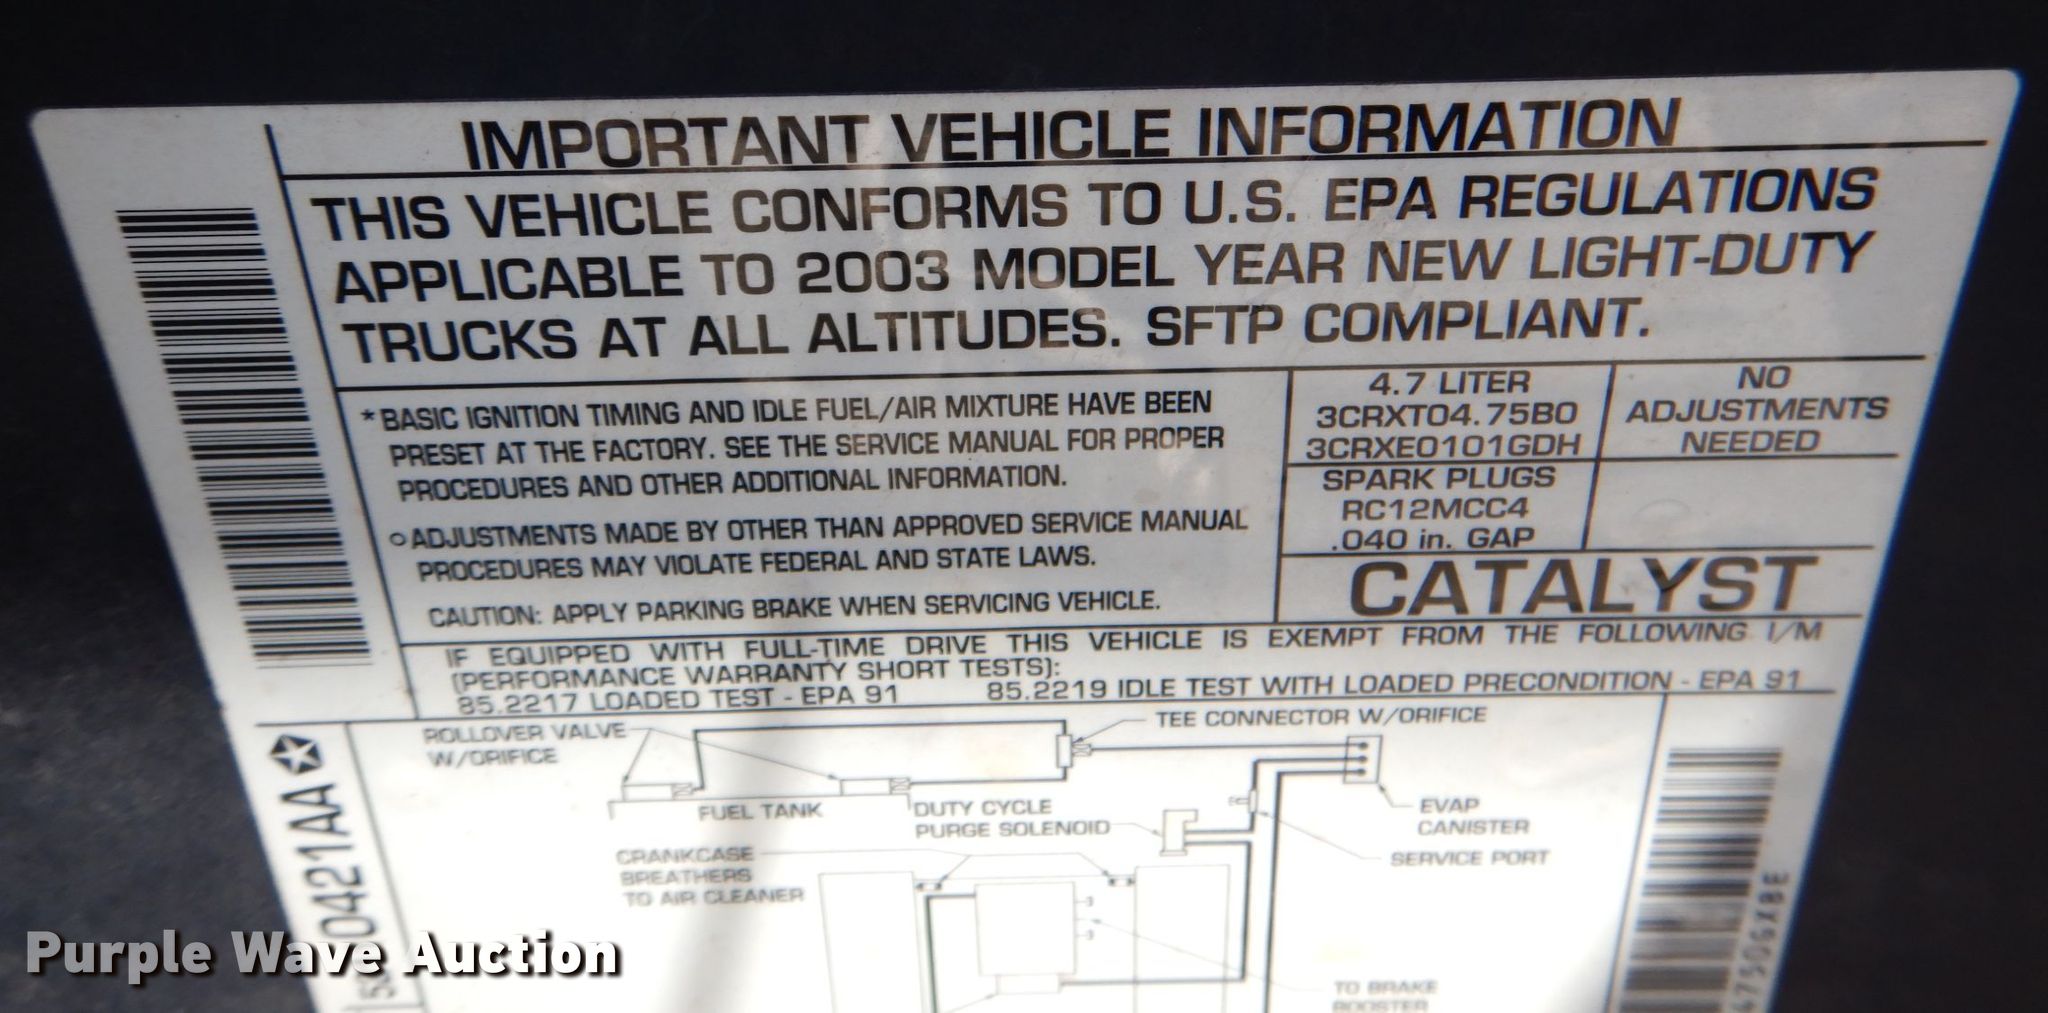 IMPORTANT VEHICLE INFORMATION
THIS VEHICLE CONFORMS TO U.S. EPA REGULATIONS
APPLICABLE TO 2003 MODEL YEAR NEW LIGHT-DUTY
TRUCKS AT ALL ALTITUDES. SFTP COMPLIANT.
* BASIC IGNITION TIMING AND IDLE FUEL/AIR MIXTURE HAVE BEEN
PRESET AT THE FACTORY. SEE THE SERVICE MANUAL FOR PROPER
PROCEDURES AND OTHER ADDITIONAL INFORMATION.
○ ADJUSTMENTS MADE BY OTHER THAN APPROVED SERVICE MANUAL
PROCEDURES MAY VIOLATE FEDERAL AND STATE LAWS.
CAUTION: APPLY PARKING BRAKE WHEN SERVICING VEHICLE.
4.7 LITER
3CRXT04.75B0
3CRXE0101GDH
NO
ADJUSTMENTS
NEEDED
SPARK PLUGS
RC12MCC4
.040 in. GAP
CATALYST
IF EQUIPPED WITH FULL-TIME DRIVE THIS VEHICLE IS EXEMPT FROM THE FOLLOWING I/M
(PERFORMANCE WARRANTY SHORT TESTS):
85.2217 LOADED TEST - EPA 91 85.2219 IDLE TEST WITH LOADED PRECONDITION - EPA 91
ROLLOVER VALVE
W/ORIFICE
TEE CONNECTOR W/ORIFICE
FUEL TANK
DUTY CYCLE
PURGE SOLENOID
EVAP
CANISTER
SERVICE PORT
CRANKCASE
BREATHERS
TO AIR CLEANER
TO BRAKE
BOOSTER
0421AA
Purple Wave Auction